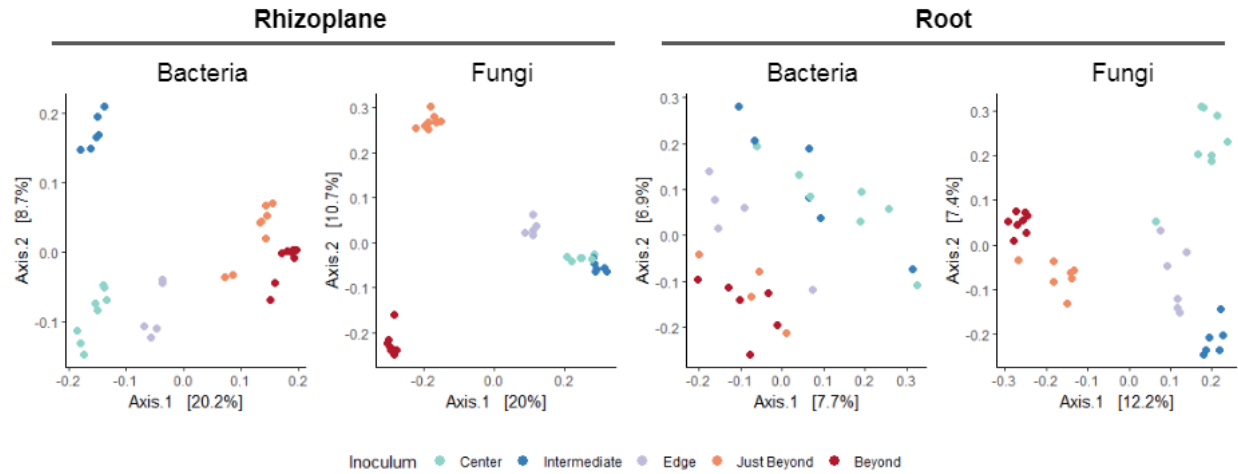 Rhizoplane Root
Bacteria Fungi Bacteria Fungi
Axis.2 [8.7%]
0.2
0.1
0.0
-0.1
-0.2 -0.1 0.0 0.1 0.2
Axis.1 [20.2%]
Axis.2 [10.7%]
0.3
0.2
0.1
0.0
-0.1
-0.2
-0.2 0.0 0.2
Axis.1 [20%]
Axis.2 [6.9%]
0.3
0.2
0.1
0.0
-0.1
-0.2
-0.2 -0.1 0.0 0.1 0.2 0.3
Axis.1 [7.7%]
Axis.2 [7.4%]
0.3
0.2
0.1
0.0
-0.1
-0.2
-0.3 -0.2 -0.1 0.0 0.1 0.2
Axis.1 [12.2%]
Inoculum Center Intermediate Edge Just Beyond Beyond